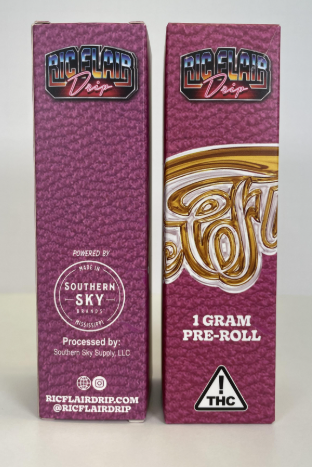 RIC FLAIR
Drip
POWERED BY
MADE IN
SOUTHERN
SKY
BRANDS
MISSISSIPPI
Processed by:
Southern Sky Supply, LLC
RICFLAIRDRIP.COM
@RICFLAIRDRIP
RIC FLAIR
Drip
1 GRAM
PRE-ROLL
!
THC